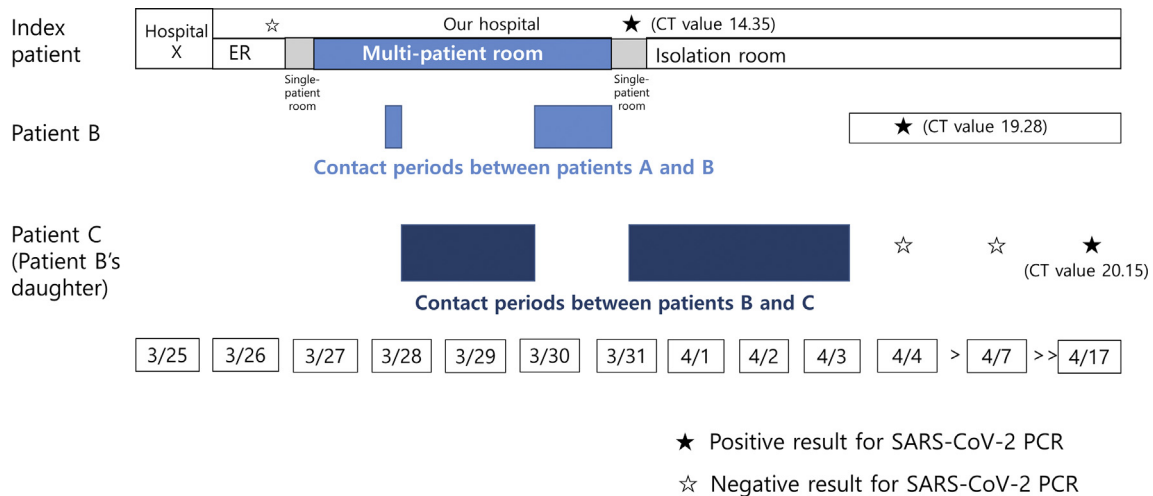 Index
patient
Hospital
X
☆
Our hospital
★ (CT value 14.35)
ER
Multi-patient room
Isolation room
Single-
patient
room
Single-
patient
room
Patient B
★ (CT value 19.28)
Contact periods between patients A and B
Patient C
(Patient B's
daughter)
☆ ☆ ★
(CT value 20.15)
Contact periods between patients B and C
3/25 3/26 3/27 3/28 3/29 3/30 3/31 4/1 4/2 4/3 4/4 > 4/7 >> 4/17
★ Positive result for SARS-CoV-2 PCR
☆ Negative result for SARS-CoV-2 PCR